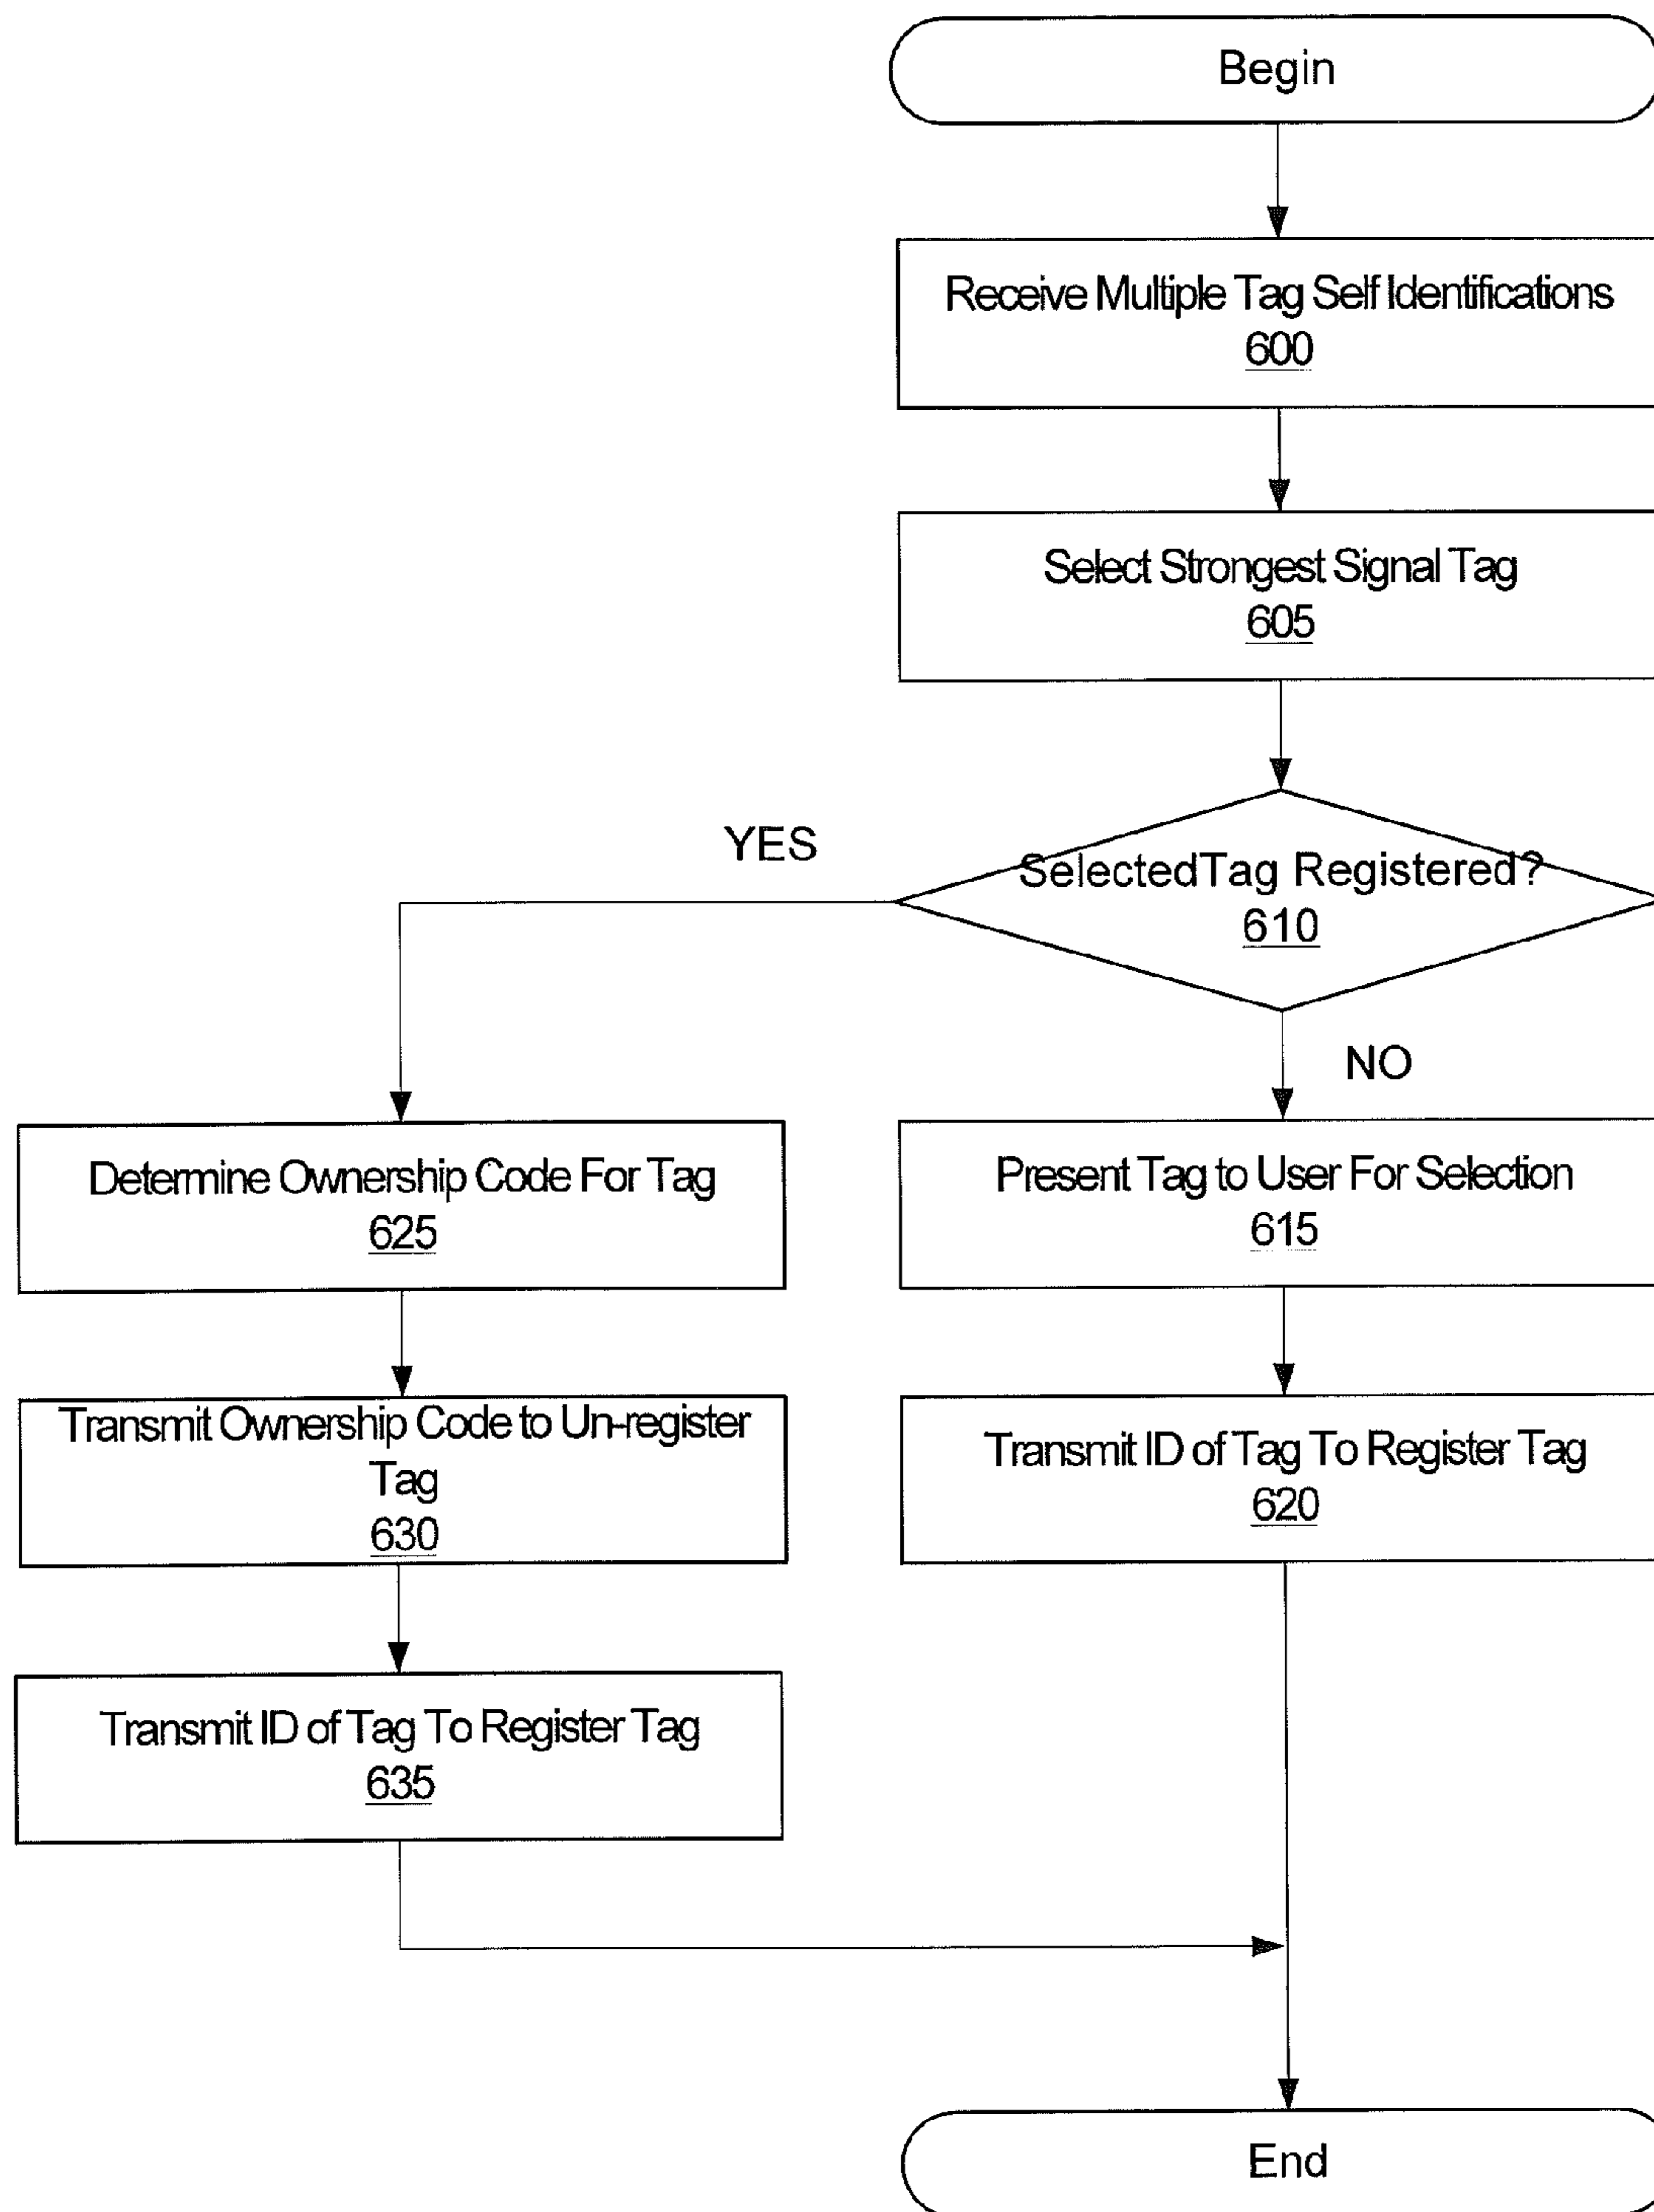 Begin
Receive Multiple Tag Self Identifications
600
Select Strongest Signal Tag
605
YES
SelectedTag Registered?
610
NO
Determine Ownership Code For Tag
625
Present Tag to User For Selection
615
Transmit Ownership Code to Un-register
Tag
630
Transmit ID of Tag To Register Tag
620
Transmit ID of Tag To Register Tag
635
End